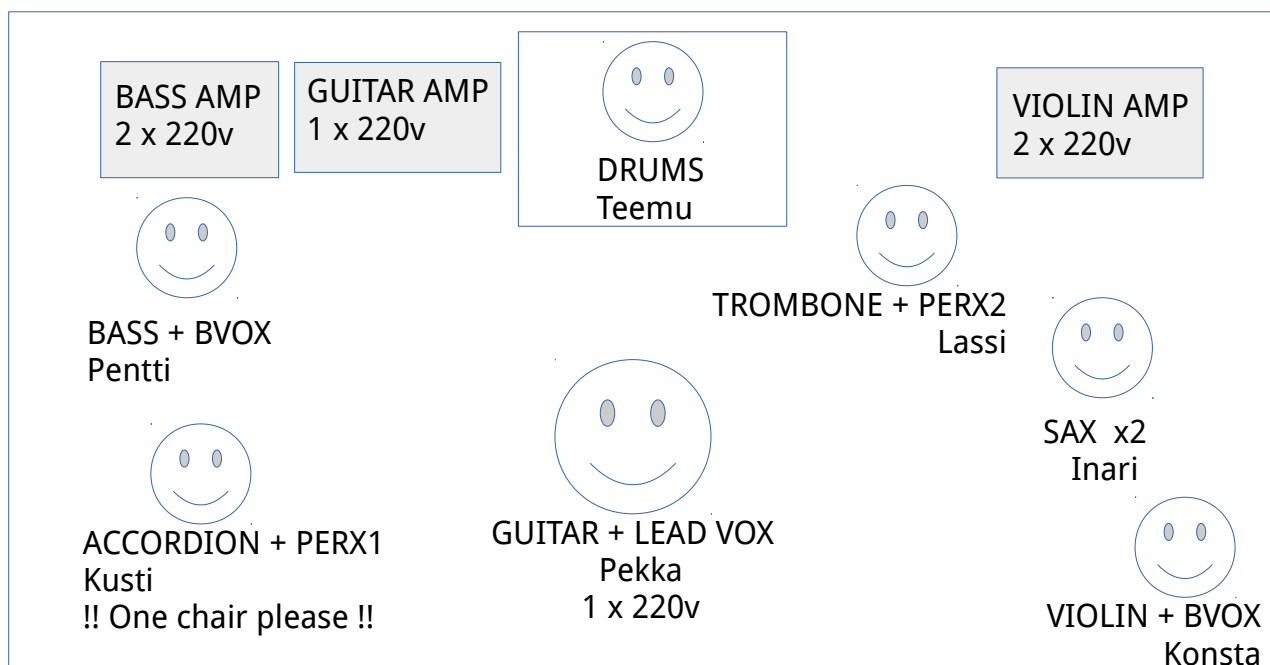 BASS AMP
2 x 220v
GUITAR AMP
1 x 220v
DRUMS
Teemu
VIOLIN AMP
2 x 220v
BASS + BVOX
Pentti
TROMBONE + PERX2
Lassi
SAX x2
Inari
ACCORDION + PERX1
Kusti
!! One chair please !!
GUITAR + LEAD VOX
Pekka
1 x 220v
VIOLIN + BVOX
Konsta